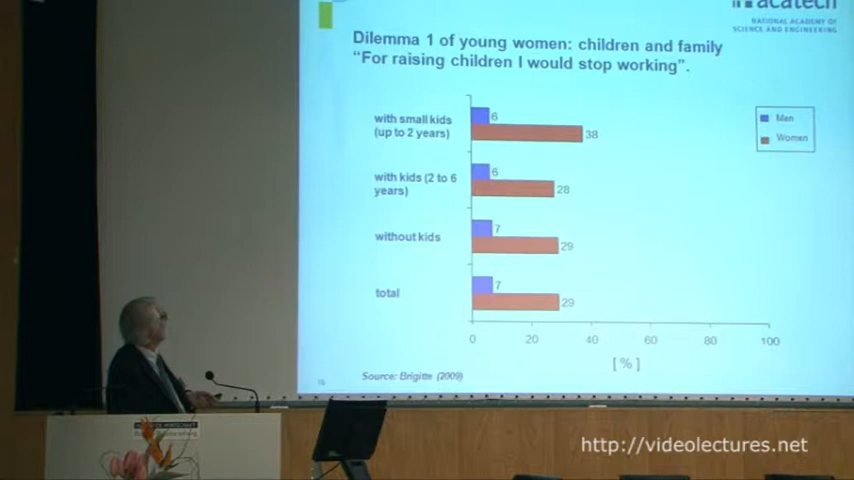 acatech
NATIONAL ACADEMY OF
SCIENCE AND ENGINEERING
Dilemma 1 of young women: children and family
“For raising children I would stop working”.
with small kids
(up to 2 years)
6
38
Men
Women
with kids (2 to 6
years)
6
28
without kids
7
29
total
7
29
0 20 40 60 80 100
[ % ]
16
Source: Brigitte (2009)
http://videolectures.net